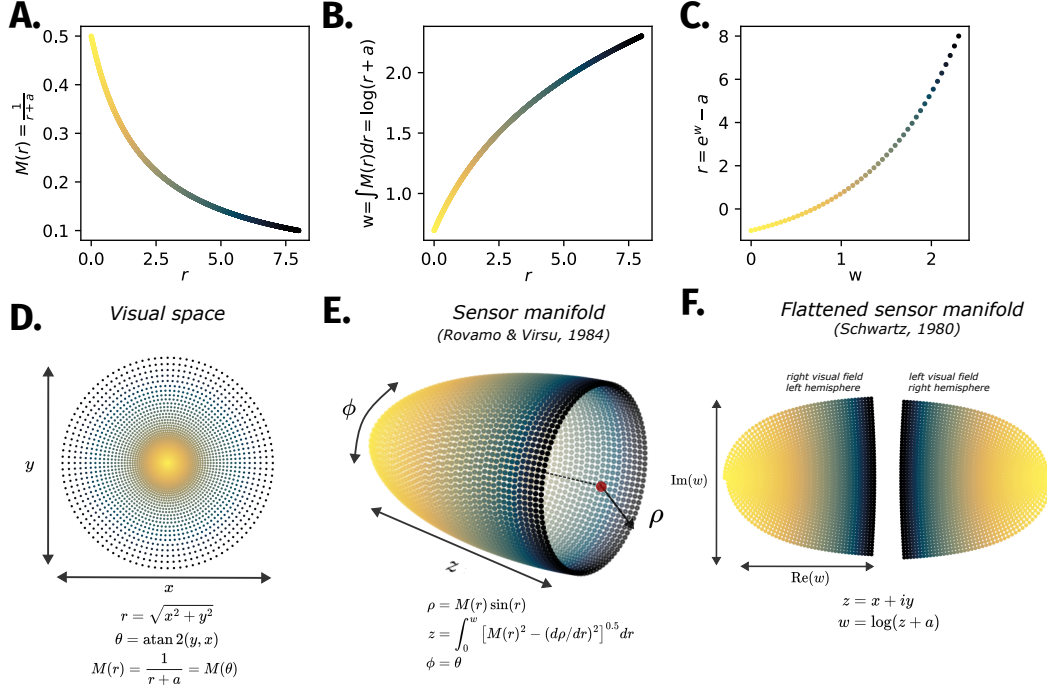 A.
M(r) = 1/(r+a)
0.5
0.4
0.3
0.2
0.1
0.0 2.5 5.0 7.5
r
B.
w=∫M(r)dr = log(r + a)
2.0
1.5
1.0
0.0 2.5 5.0 7.5
r
C.
r = e^w − a
8
6
4
2
0
0 1 2
w
D.
Visual space
y
x
r = √(x² + y²)
θ = atan 2(y, x)
M(r) = 1/(r + a) = M(θ)
E.
Sensor manifold
(Rovamo & Virsu, 1984)
ϕ
z
ρ
ρ = M(r) sin(r)
z = ∫₀^w [M(r)² − (dρ/dr)²]^0.5 dr
ϕ = θ
F.
Flattened sensor manifold
(Schwartz, 1980)
right visual field
left hemisphere
left visual field
right hemisphere
Im(w)
Re(w)
z = x + iy
w = log(z + a)